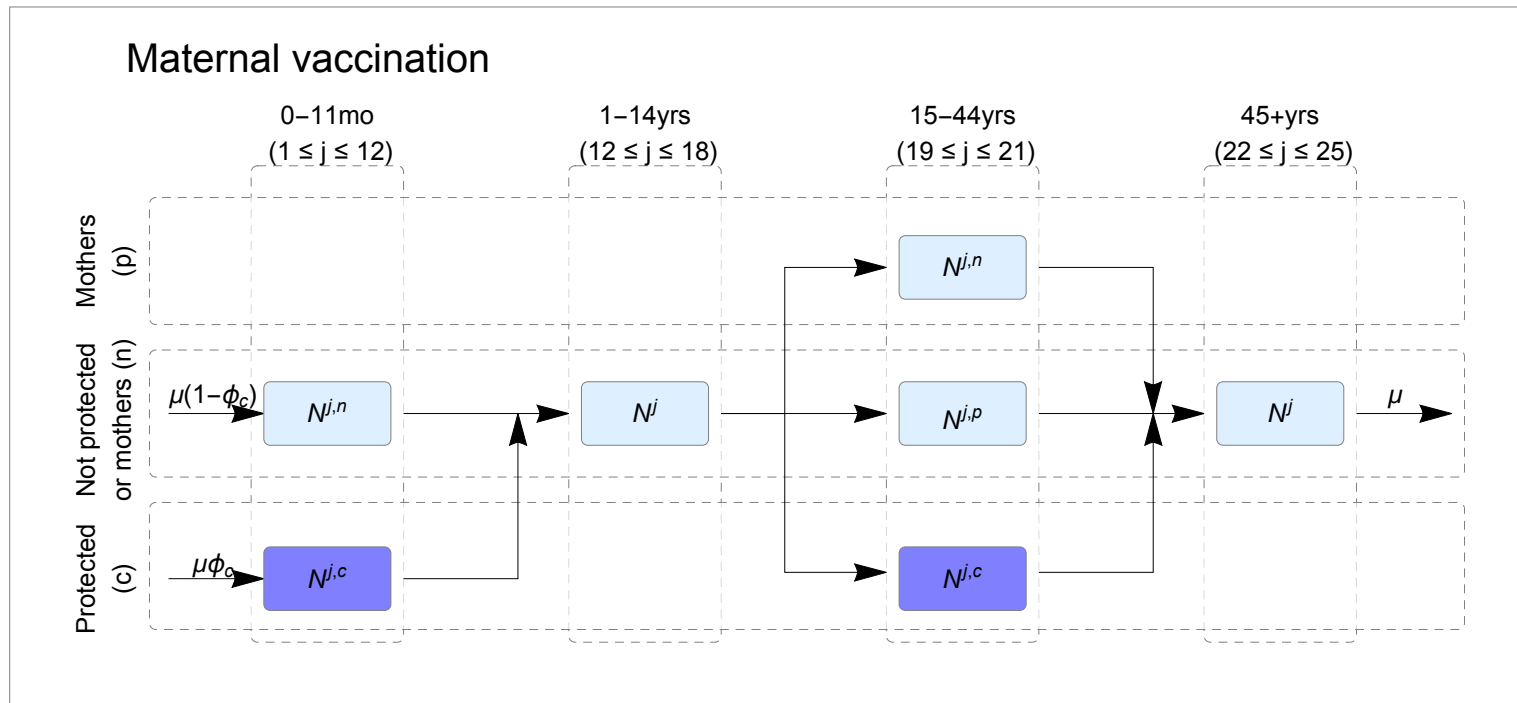 Maternal vaccination
0–11mo
(1 ≤ j ≤ 12)
1–14yrs
(12 ≤ j ≤ 18)
15–44yrs
(19 ≤ j ≤ 21)
45+yrs
(22 ≤ j ≤ 25)
Mothers
(p)
N^{j,n}
Not protected
or mothers (n)
μ(1−ϕ_c)
N^{j,n}
N^j
N^{j,p}
N^j
μ
Protected
(c)
μϕ_c
N^{j,c}
N^{j,c}